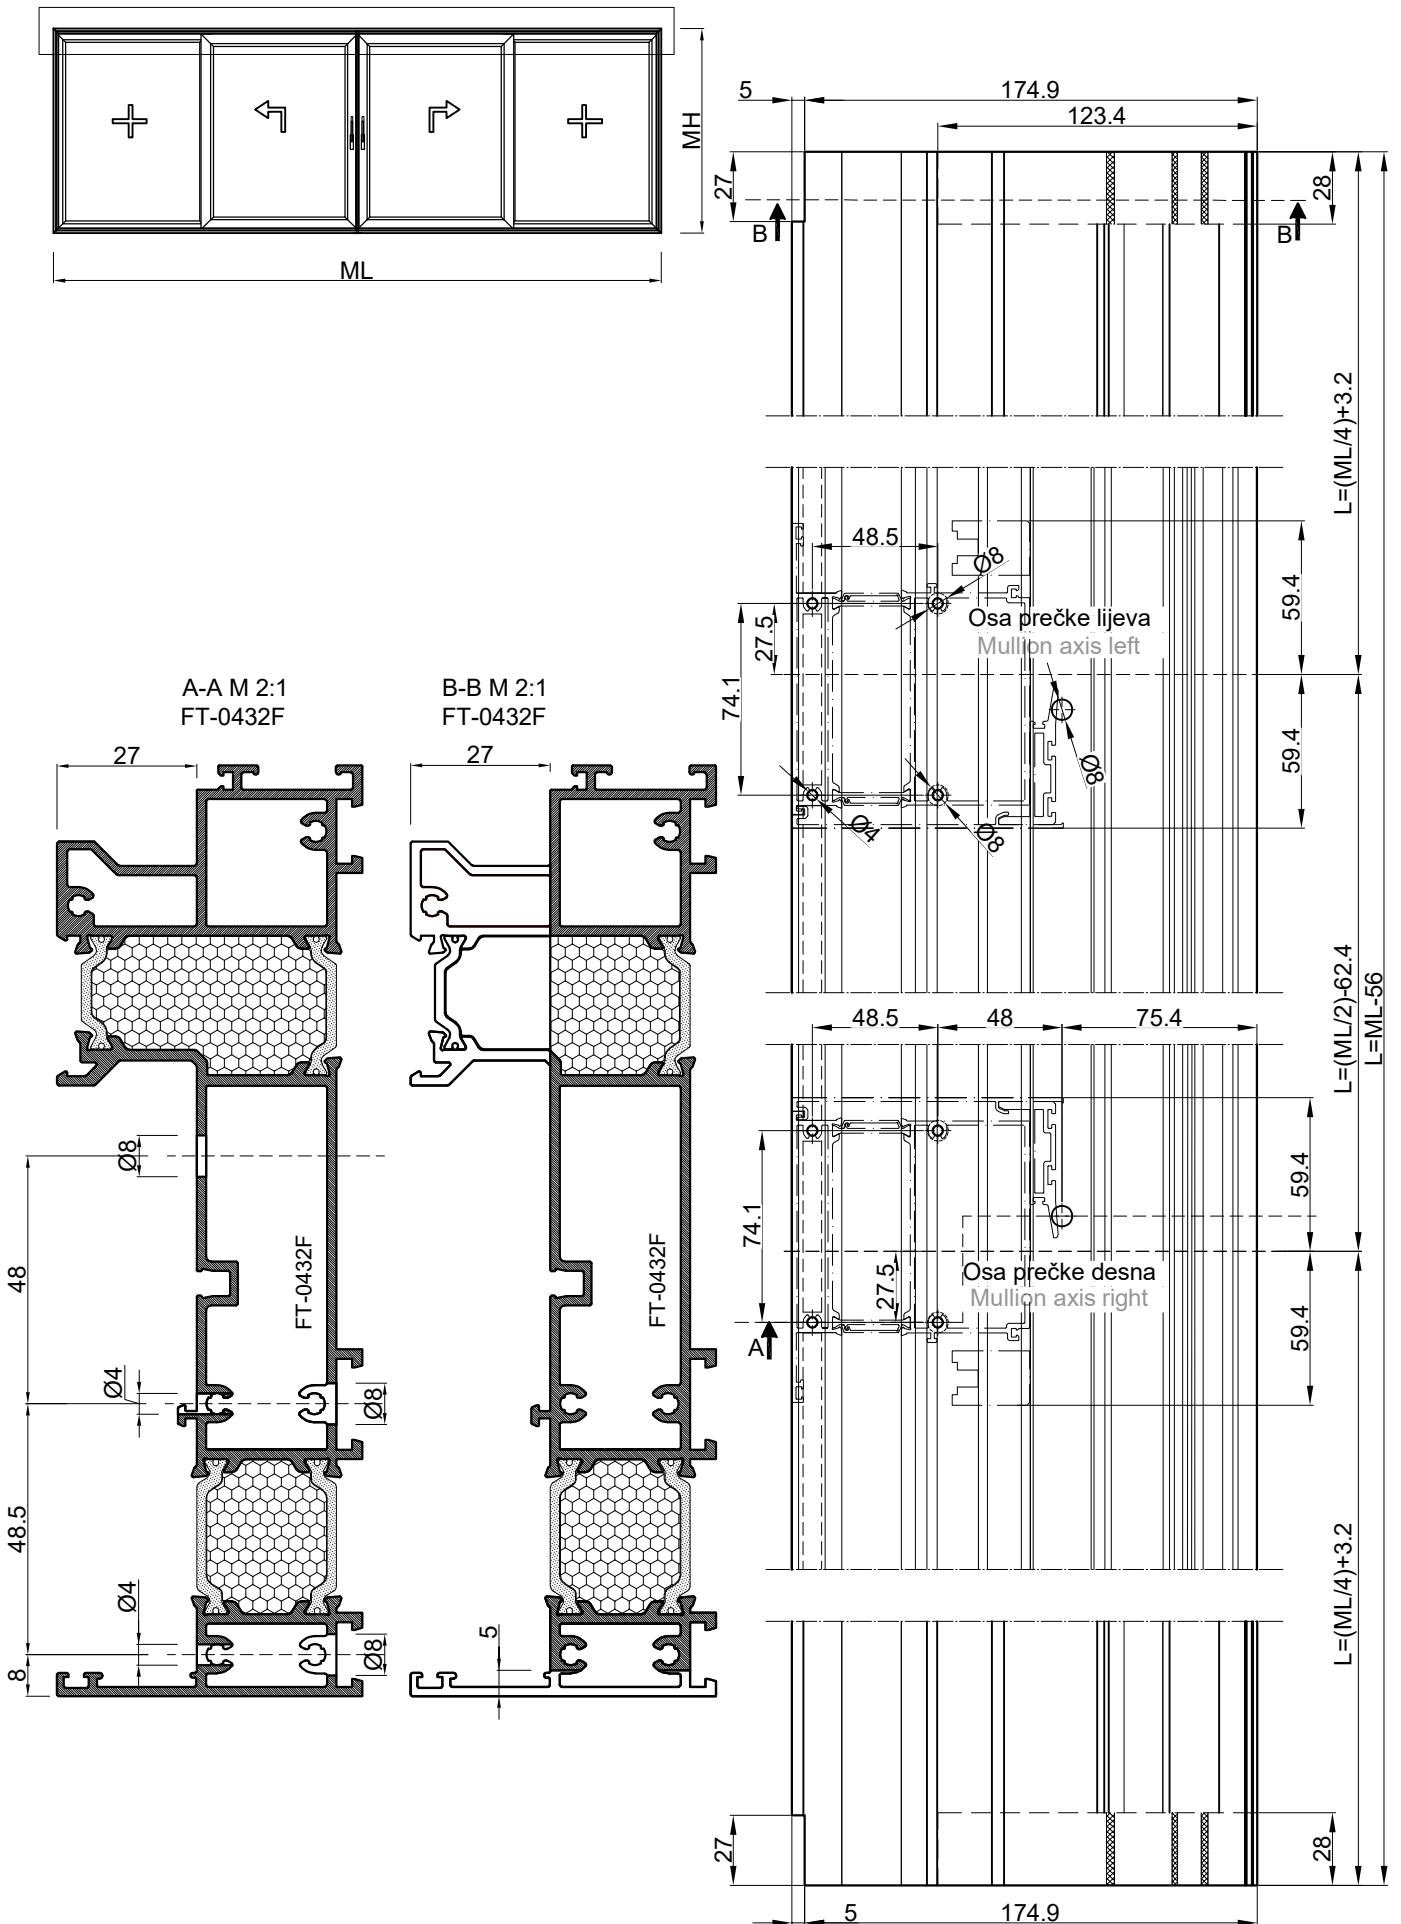 MH
ML
5
174.9
123.4
27
28
B
B
L=(ML/4)+3.2
48.5
Ø8
59.4
Osa prečke lijeva
Mullion axis left
27.5
74.1
59.4
Ø8
Ø4
Ø8
A-A M 2:1
FT-0432F
B-B M 2:1
FT-0432F
27
27
L=(ML/2)-62.4
L=ML-56
48.5
48
75.4
Ø8
48
FT-0432F
FT-0432F
59.4
74.1
27.5
Osa prečke desna
Mullion axis right
A
59.4
Ø4
Ø8
48.5
Ø4
Ø8
8
5
L=(ML/4)+3.2
27
28
5
174.9